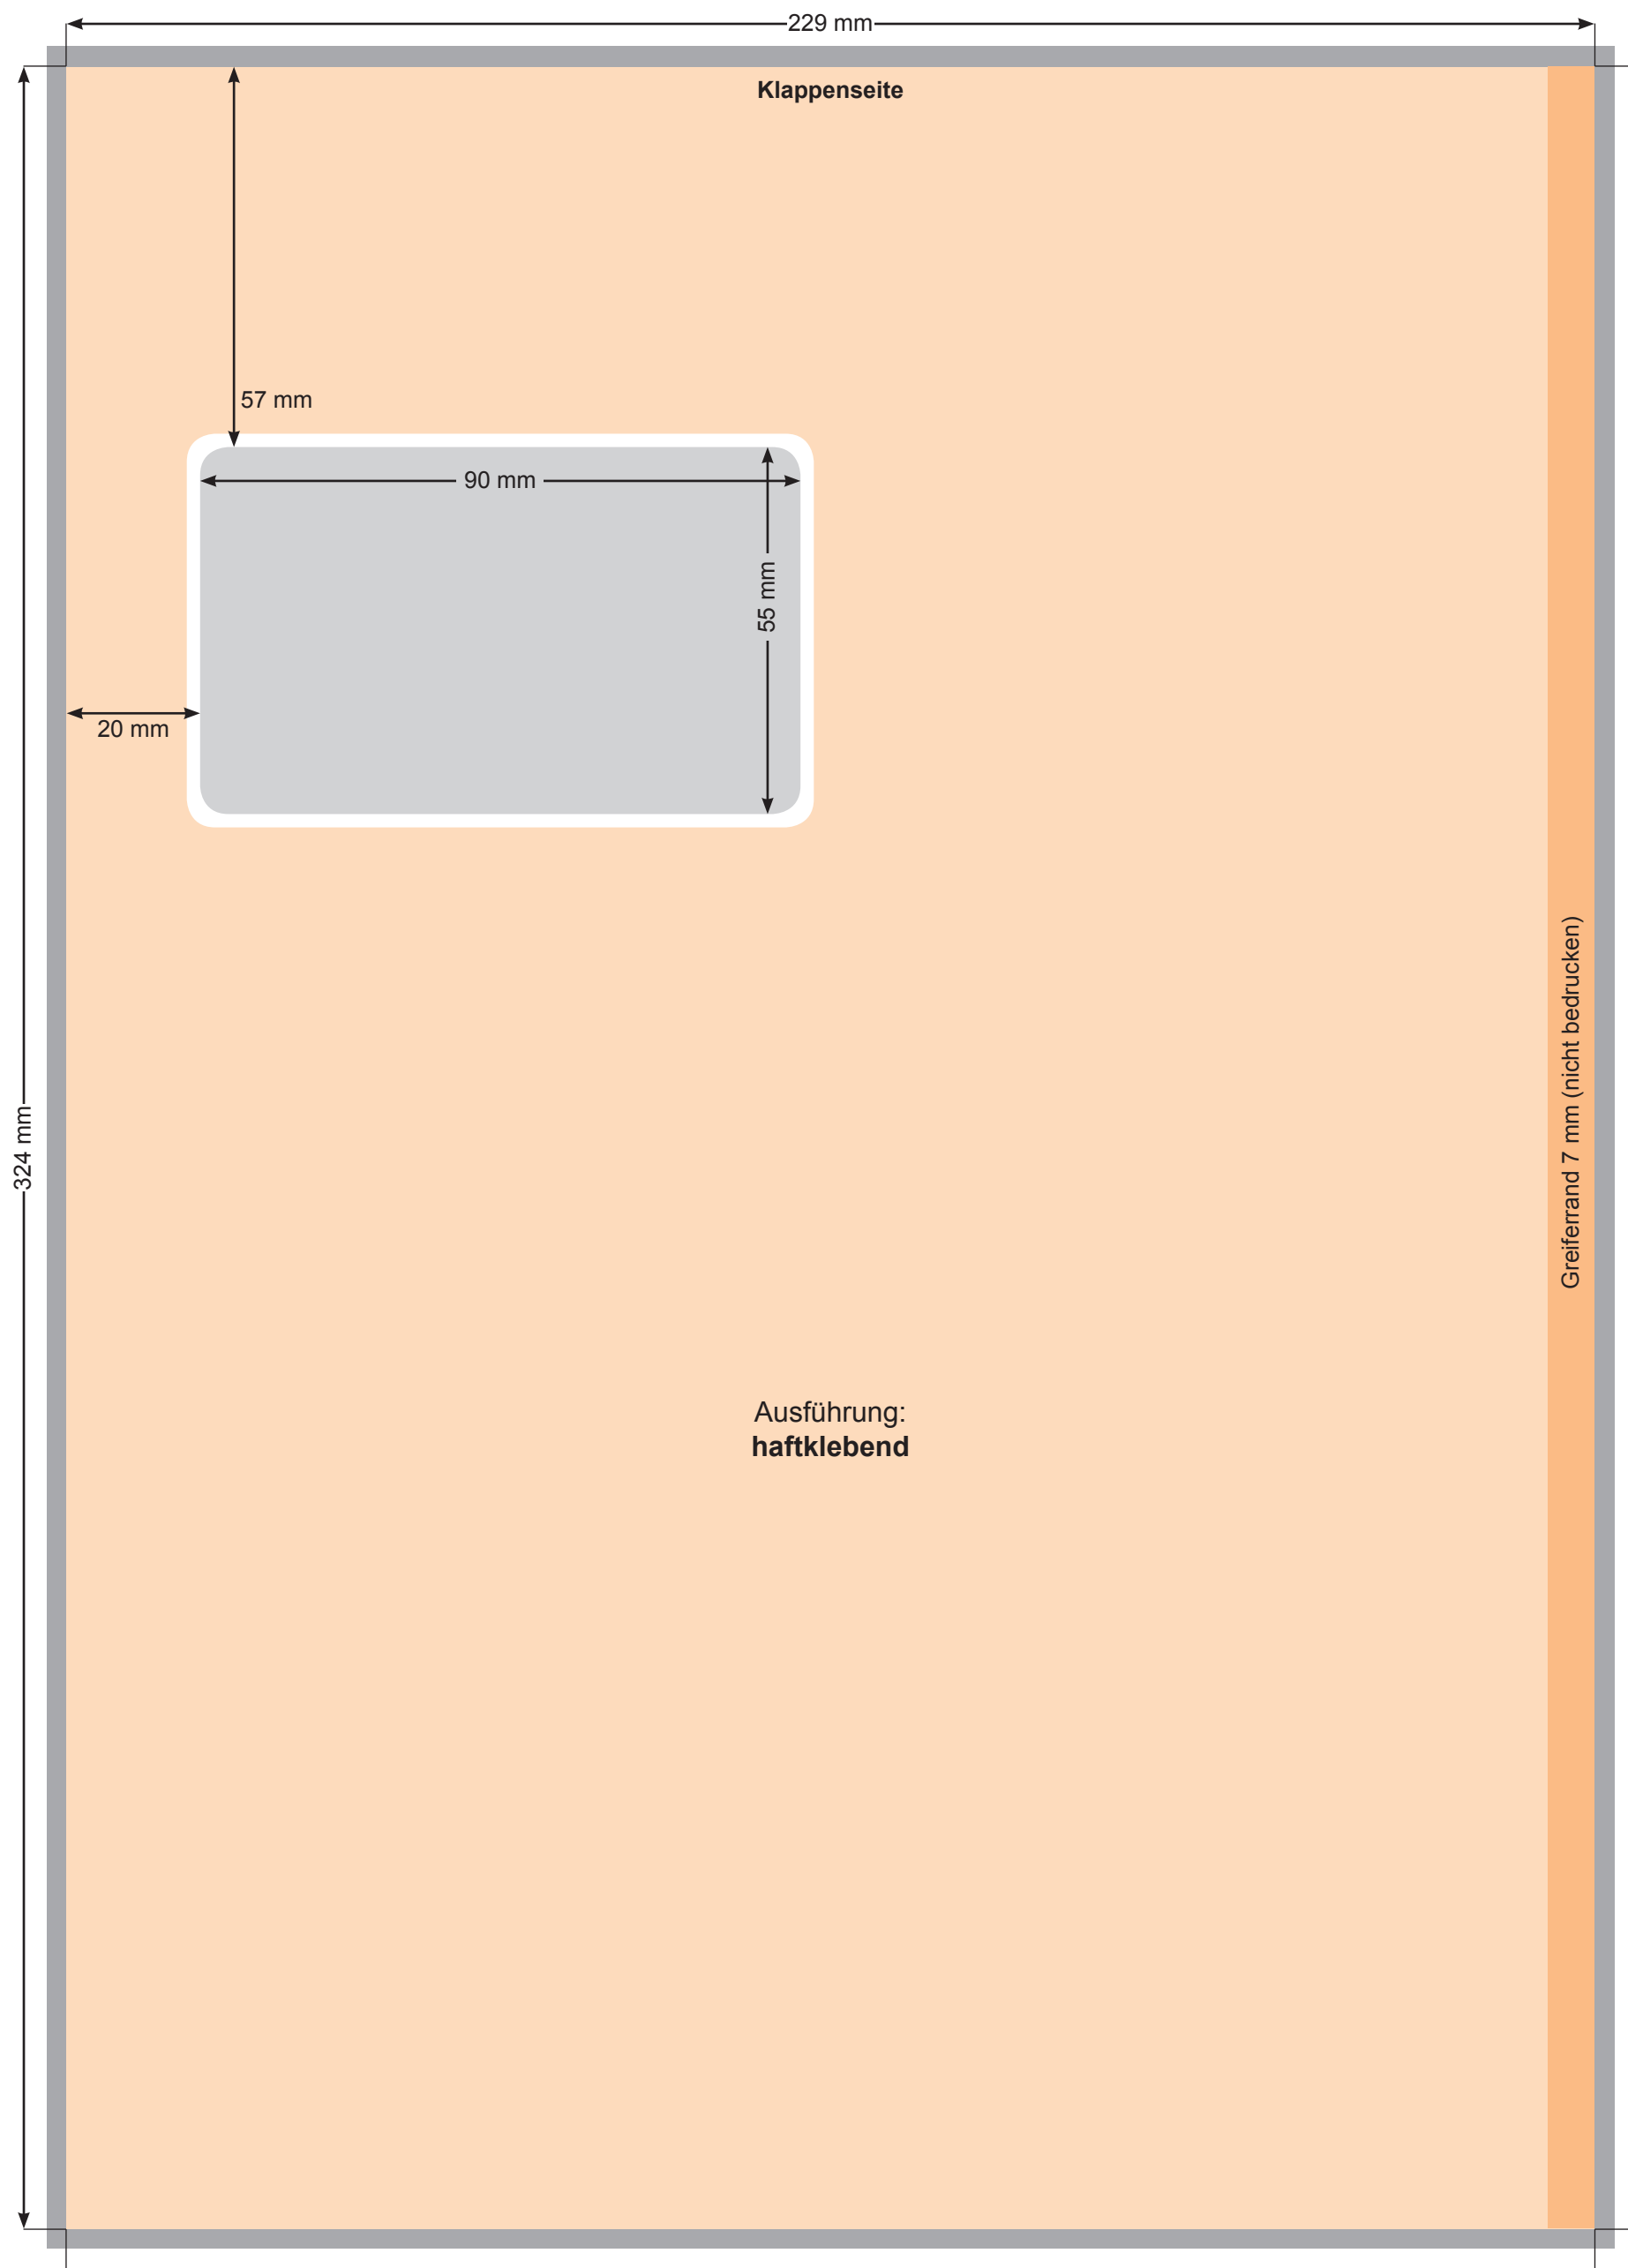 229 mm
Klappenseite
57 mm
90 mm
55 mm
20 mm
Greiferrand 7 mm (nicht bedrucken)
324 mm
Ausführung:
haftklebend